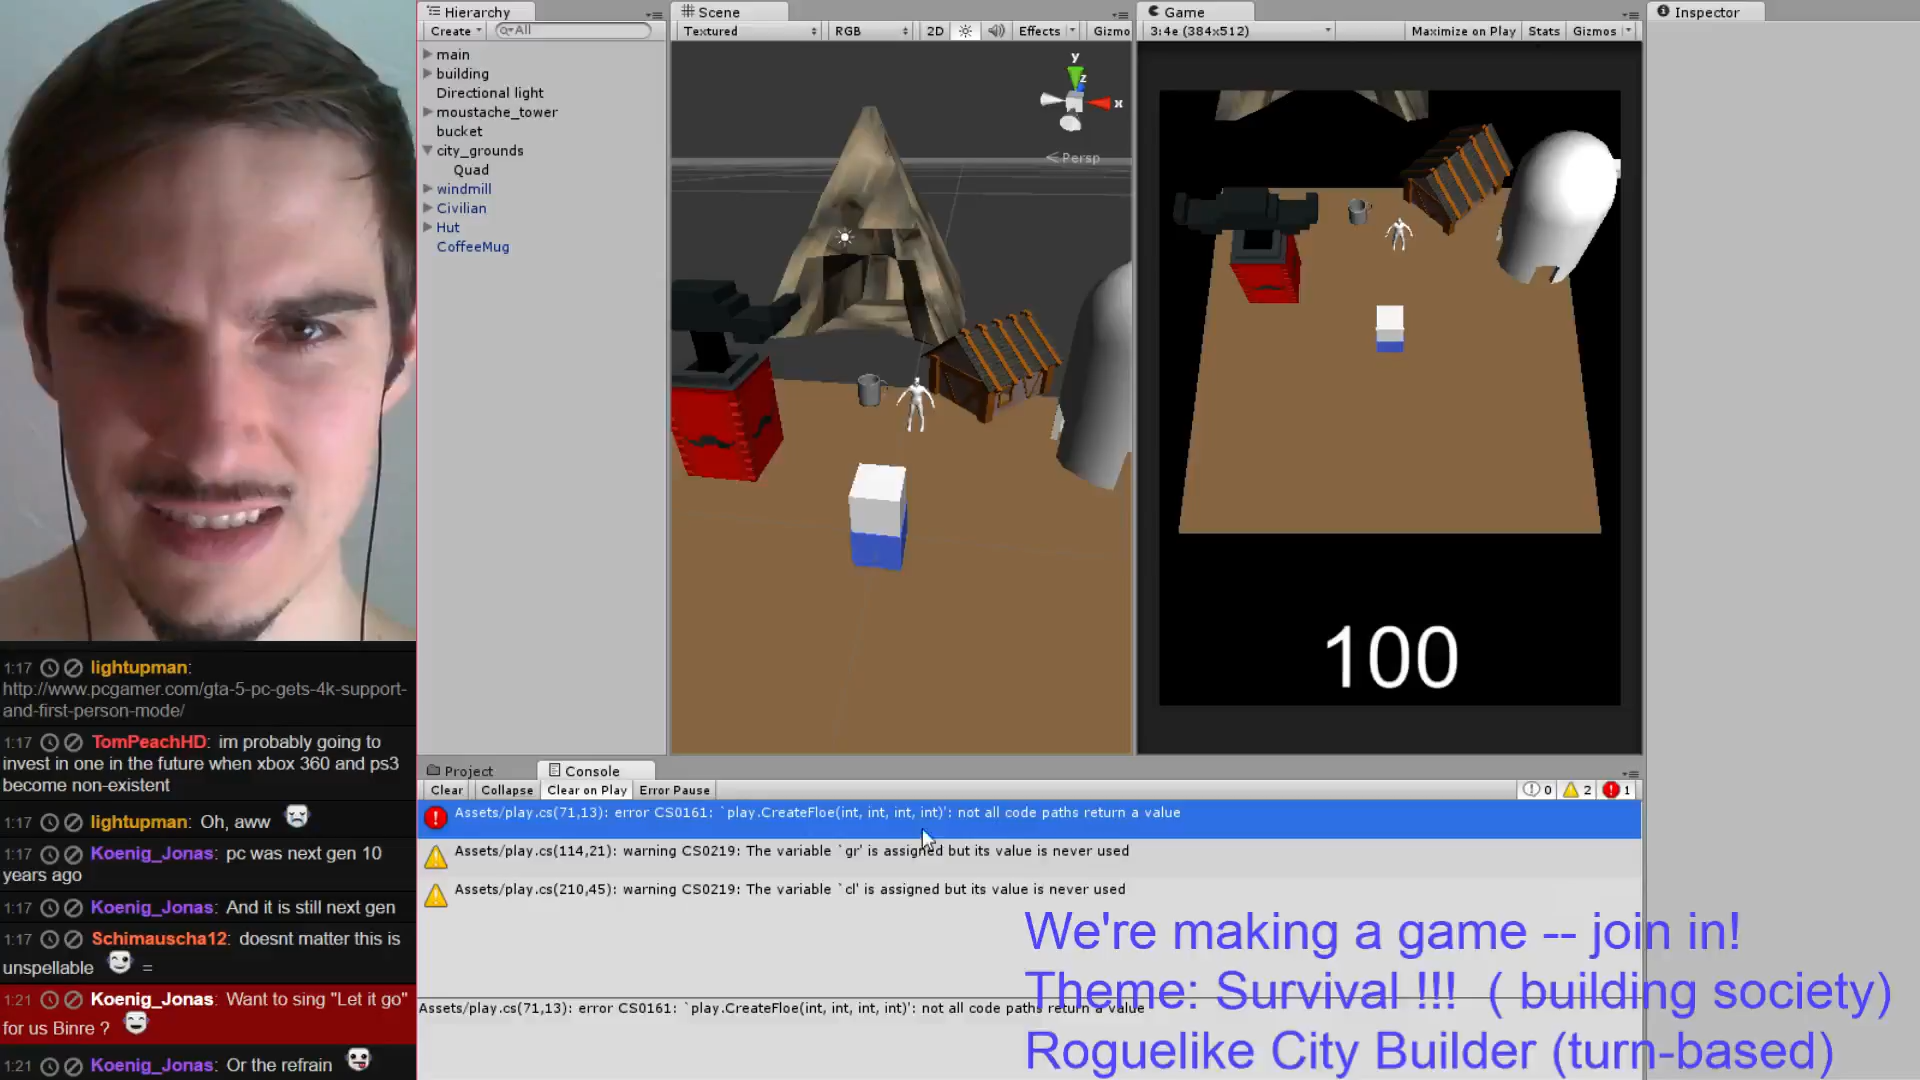 Hierarchy
Create All
main
building
Directional light
moustache_tower
bucket
city_grounds
Quad
windmill
Civilian
Hut
CoffeeMug
Scene
Textured RGB 2D Effects Gizmo
y
z
x
Persp
Game
3:4e (384x512) Maximize on Play Stats Gizmos
100
Inspector
Project Console
Clear Collapse Clear on Play Error Pause 0 2 1
Assets/play.cs(71,13): error CS0161: `play.CreateFloe(int, int, int, int)': not all code paths return a value
Assets/play.cs(114,21): warning CS0219: The variable `gr' is assigned but its value is never used
Assets/play.cs(210,45): warning CS0219: The variable `cl' is assigned but its value is never used
Assets/play.cs(71,13): error CS0161: `play.CreateFloe(int, int, int, int)': not all code paths return a value
We're making a game -- join in!
Theme: Survival !!! ( building society)
Roguelike City Builder (turn-based)
1:17 lightupman:
http://www.pcgamer.com/gta-5-pc-gets-4k-support-
and-first-person-mode/
1:17 TomPeachHD: im probably going to
invest in one in the future when xbox 360 and ps3
become non-existent
1:17 lightupman: Oh, aww
1:17 Koenig_Jonas: pc was next gen 10
years ago
1:17 Koenig_Jonas: And it is still next gen
1:17 Schimauscha12: doesnt matter this is
unspellable =
1:21 Koenig_Jonas: Want to sing "Let it go"
for us Binre ?
1:21 Koenig_Jonas: Or the refrain